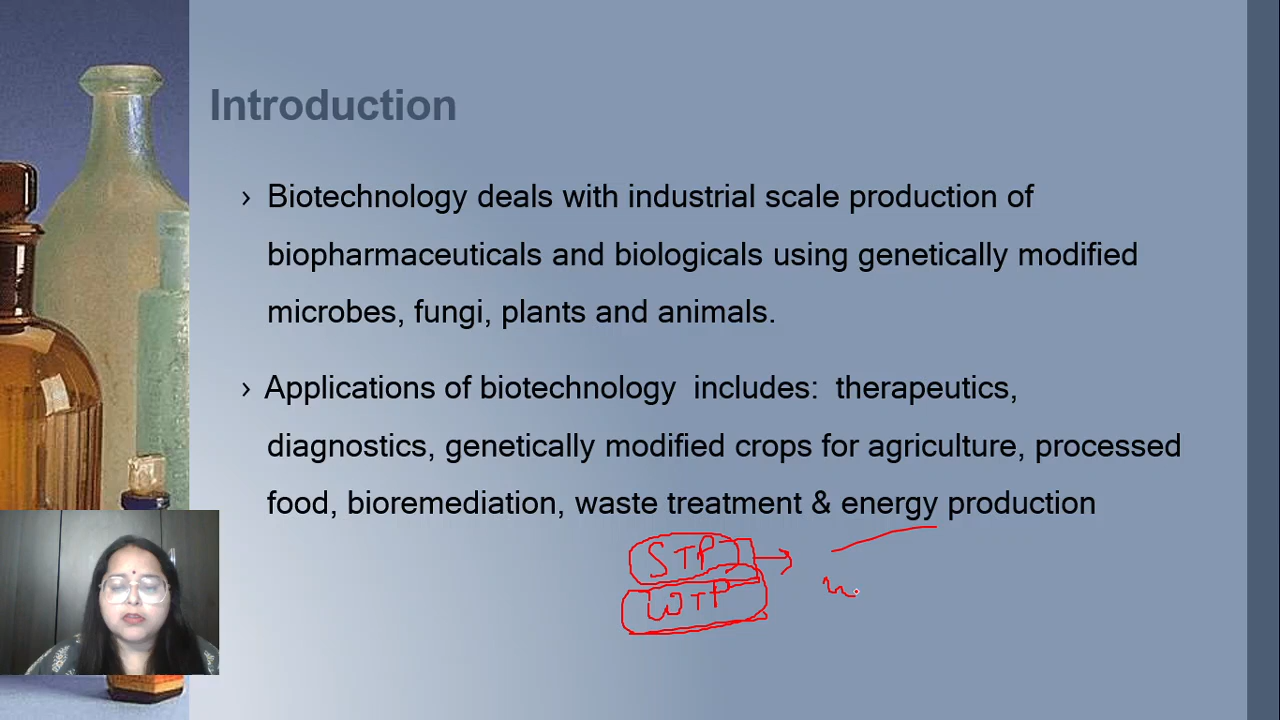 Introduction
› Biotechnology deals with industrial scale production of
biopharmaceuticals and biologicals using genetically modified
microbes, fungi, plants and animals.
› Applications of biotechnology includes: therapeutics,
diagnostics, genetically modified crops for agriculture, processed
food, bioremediation, waste treatment & energy production
STP
WTP